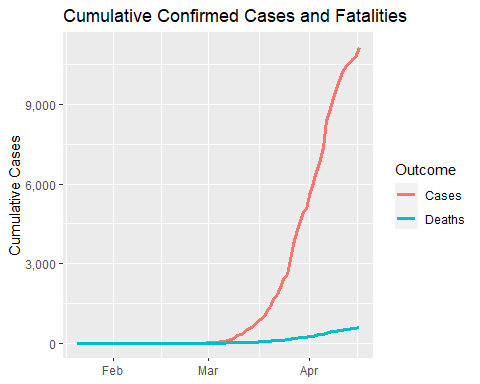 Cumulative Confirmed Cases and Fatalities
Cumulative Cases
9,000
6,000
3,000
0
Feb
Mar
Apr
Outcome
Cases
Deaths